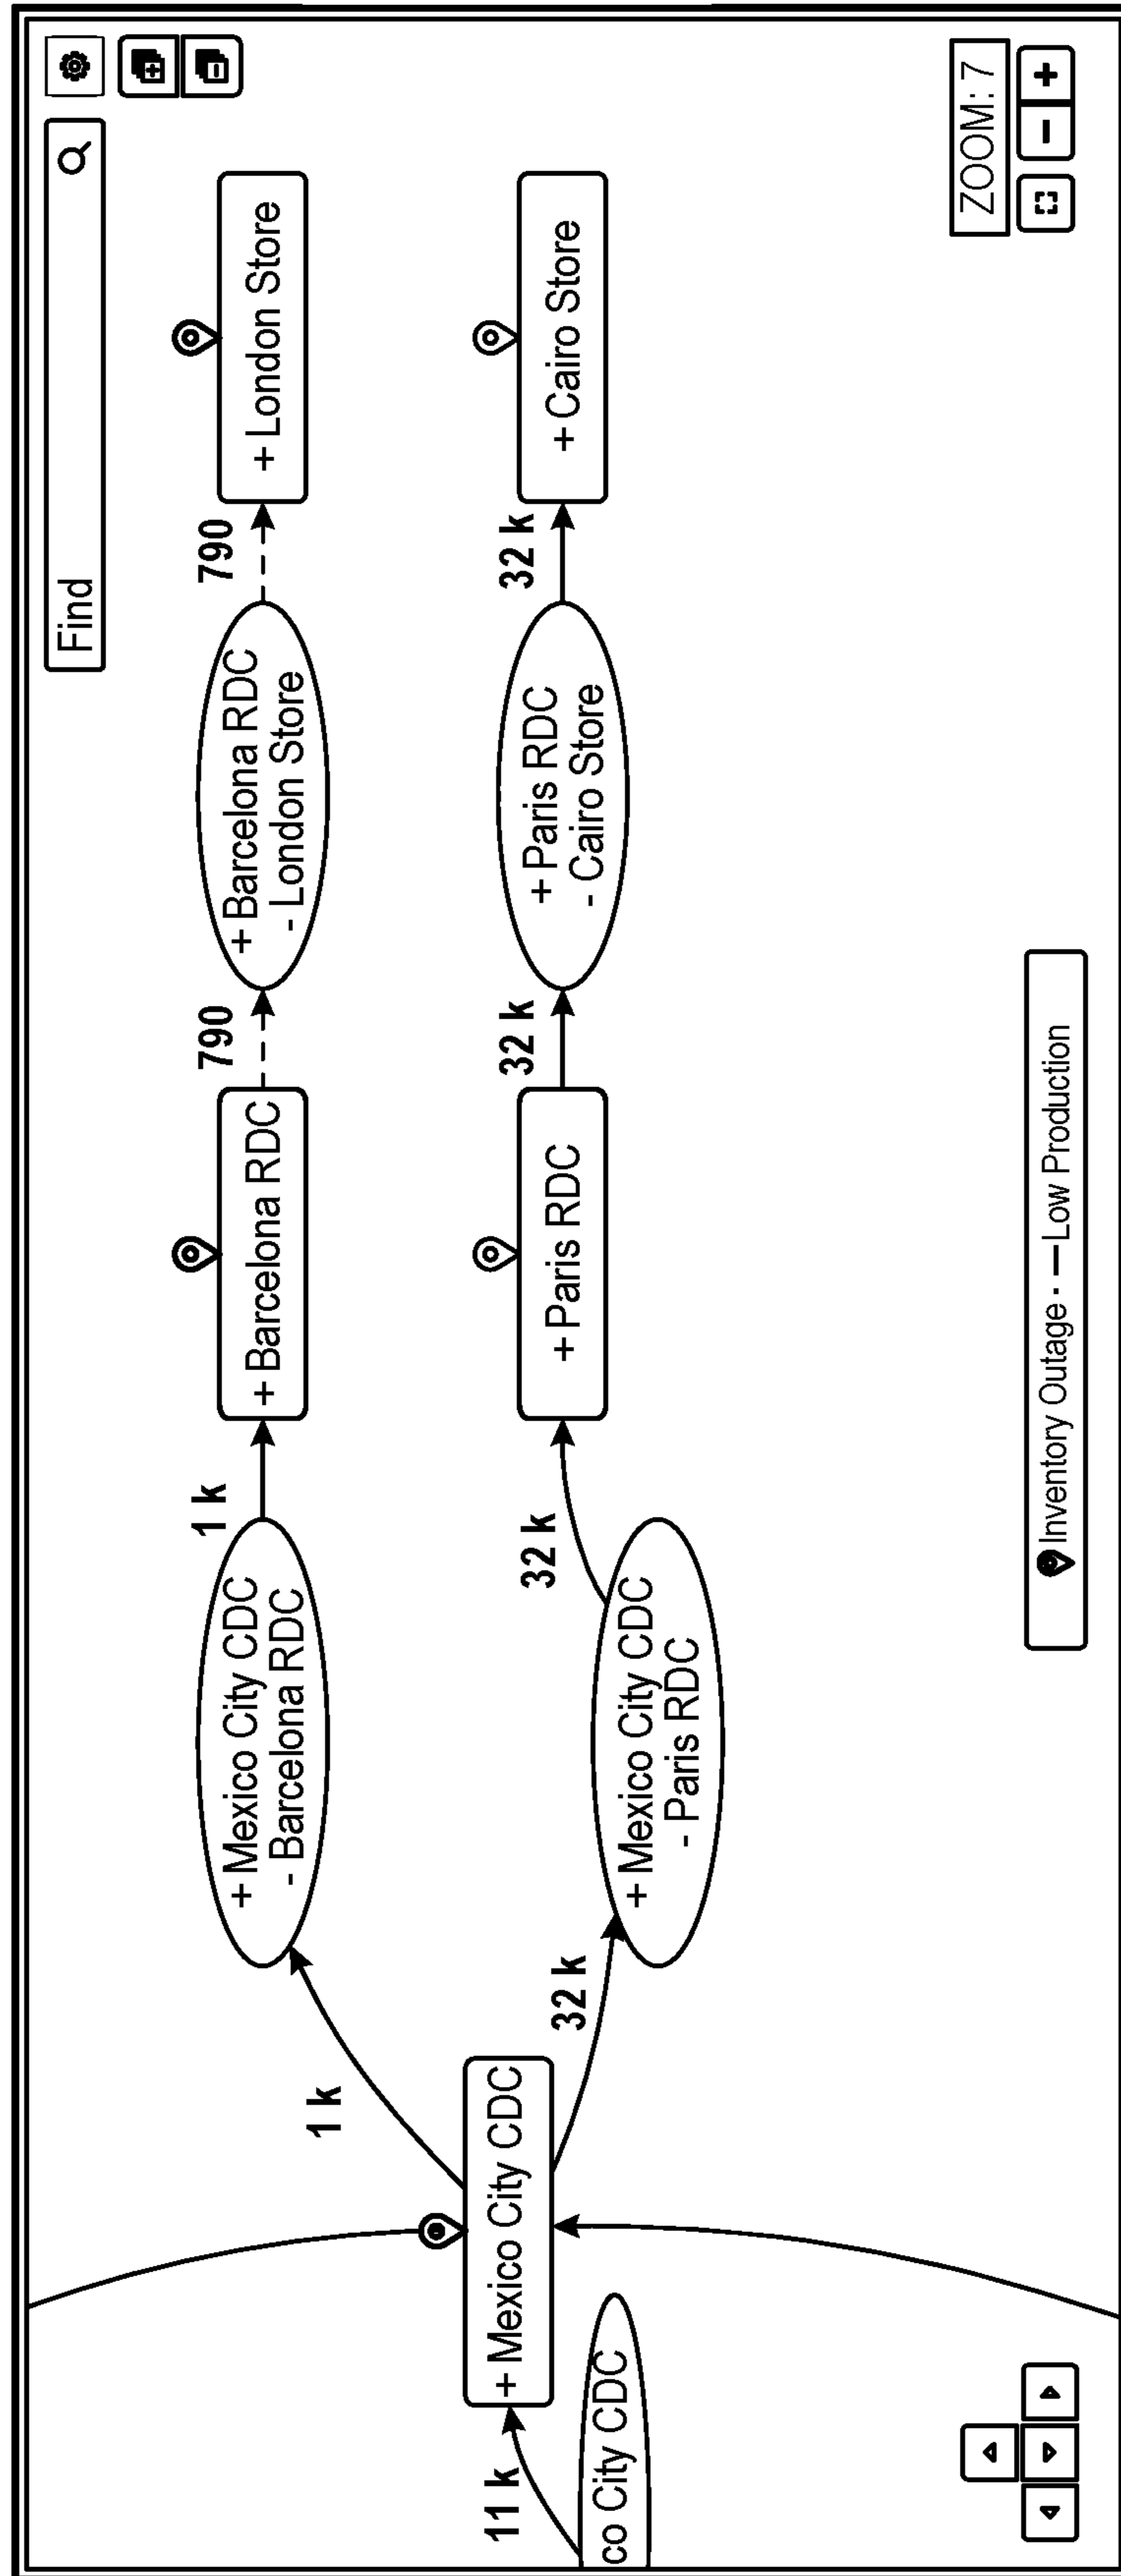 Find
1 k
+ Mexico City CDC
- Barcelona RDC
1 k
+ Barcelona RDC
790
+ Barcelona RDC
- London Store
790
+ London Store
11 k
co City CDC
+ Mexico City CDC
32 k
+ Mexico City CDC
- Paris RDC
32 k
+ Paris RDC
32 k
+ Paris RDC
- Cairo Store
32 k
+ Cairo Store
Inventory Outage - — Low Production
ZOOM: 7